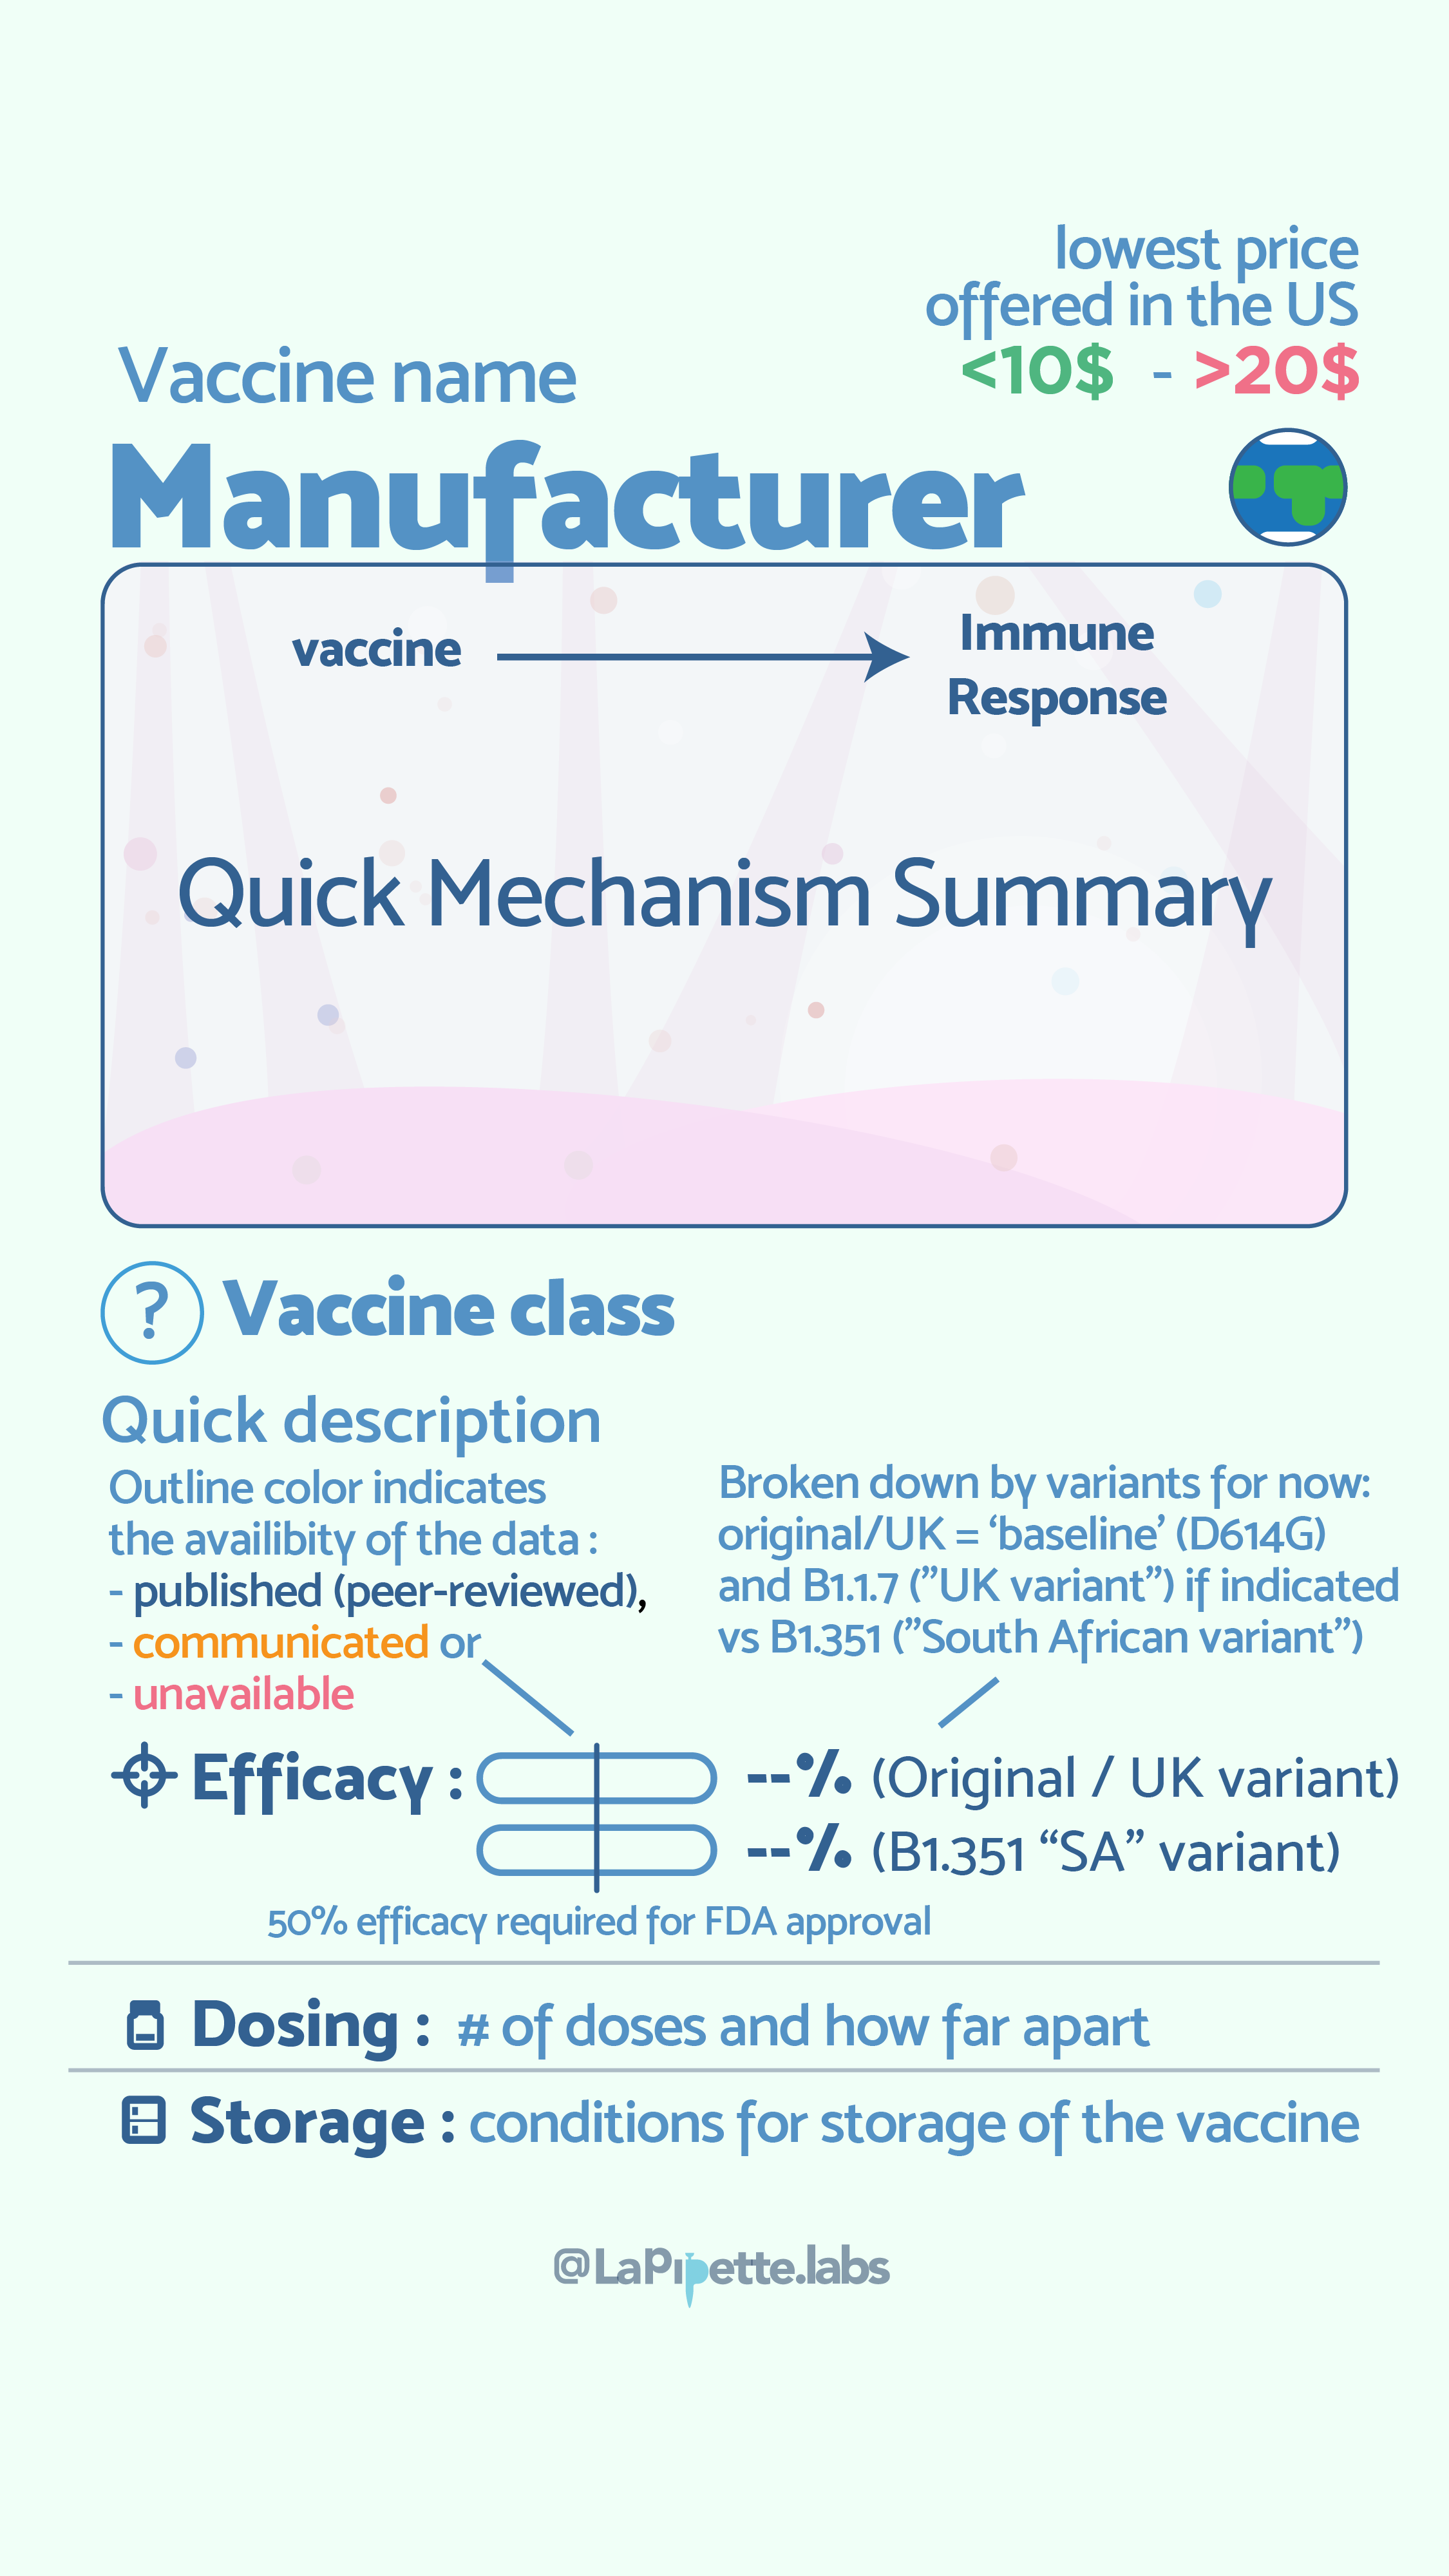 lowest price
offered in the US
<10$ - >20$
Vaccine name
Manufacturer
vaccine
Immune
Response
Quick Mechanism Summary
? Vaccine class
Quick description
Outline color indicates
the availibity of the data :
- published (peer-reviewed),
- communicated or
- unavailable
Broken down by variants for now:
original/UK = ‘baseline’ (D614G)
and B1.1.7 (”UK variant”) if indicated
vs B1.351 (”South African variant”)
Efficacy : --% (Original / UK variant)
--% (B1.351 “SA” variant)
50% efficacy required for FDA approval
Dosing : # of doses and how far apart
Storage : conditions for storage of the vaccine
@LaPipette.labs